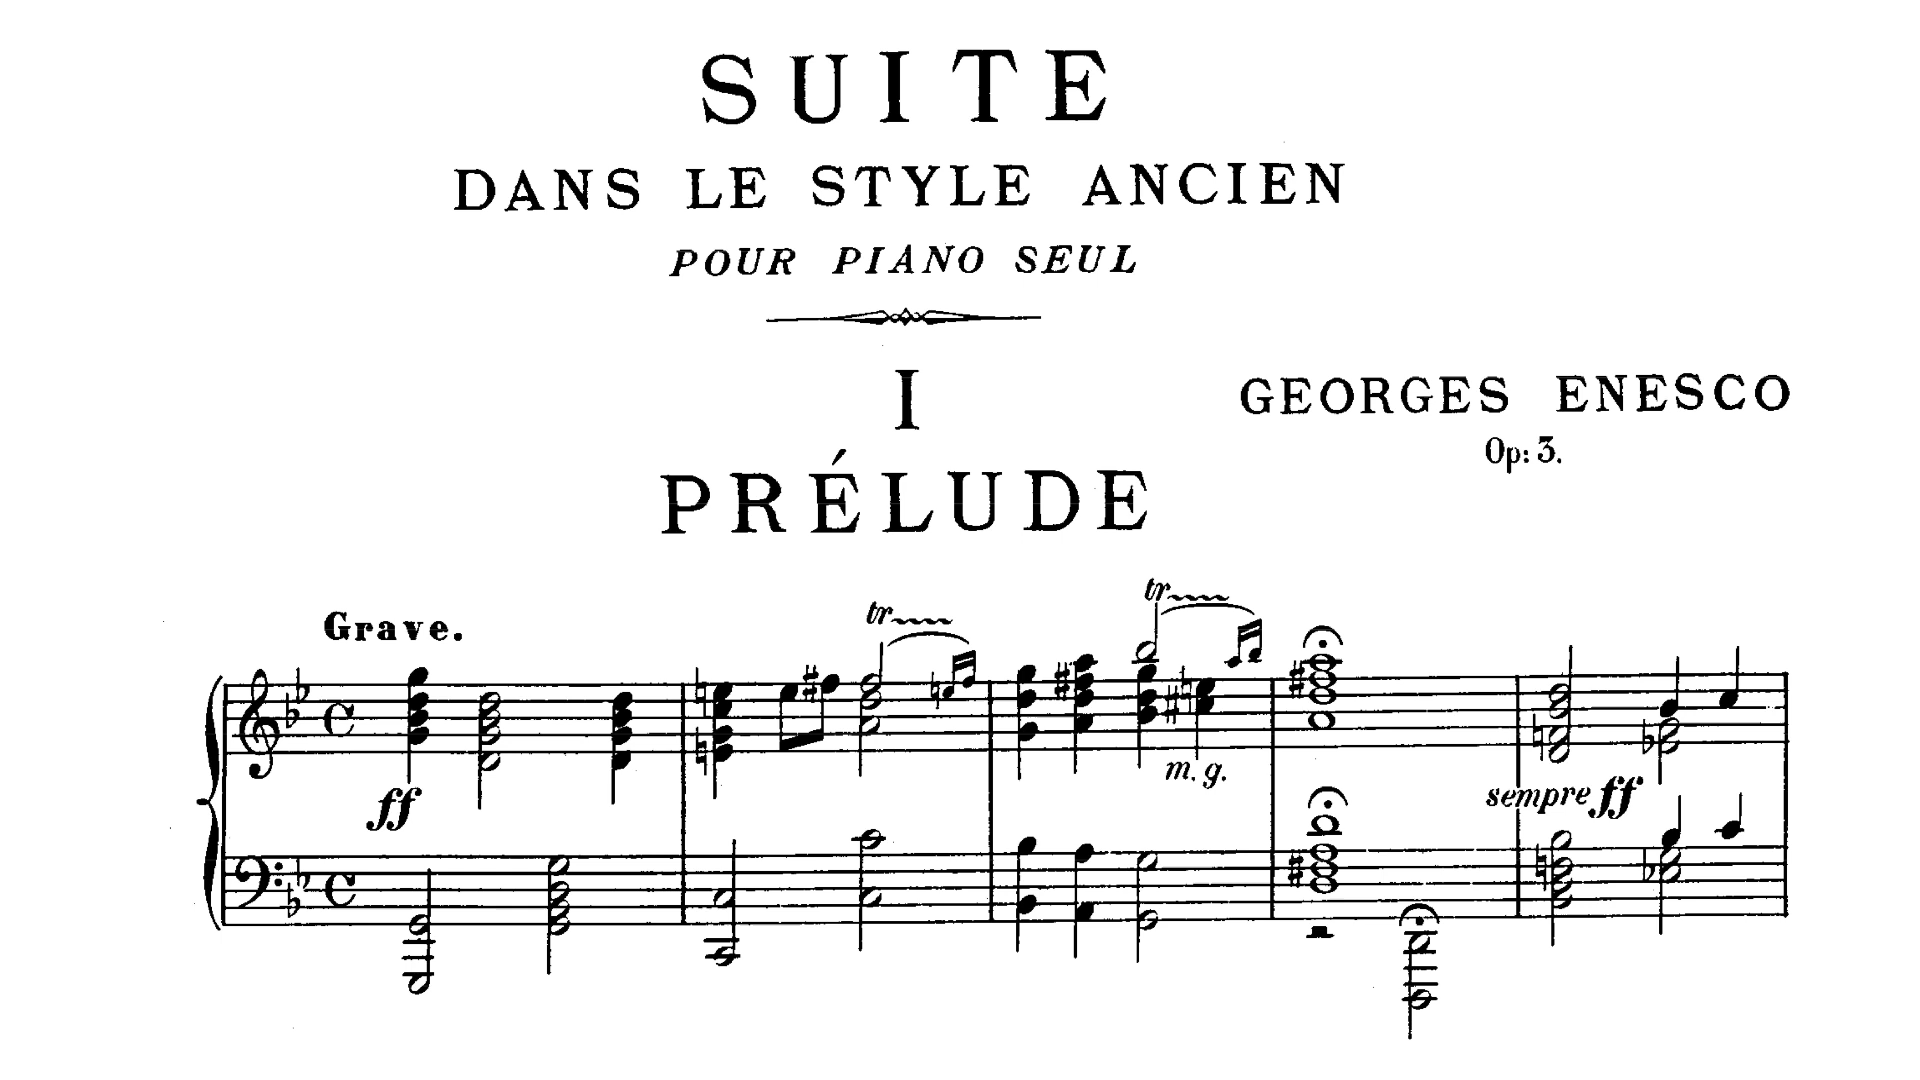 SUITE
DANS LE STYLE ANCIEN
POUR PIANO SEUL
I
GEORGES ENESCO
Op: 3.
PRÉLUDE
Grave.
tr
tr
ff
m. g.
sempre ff